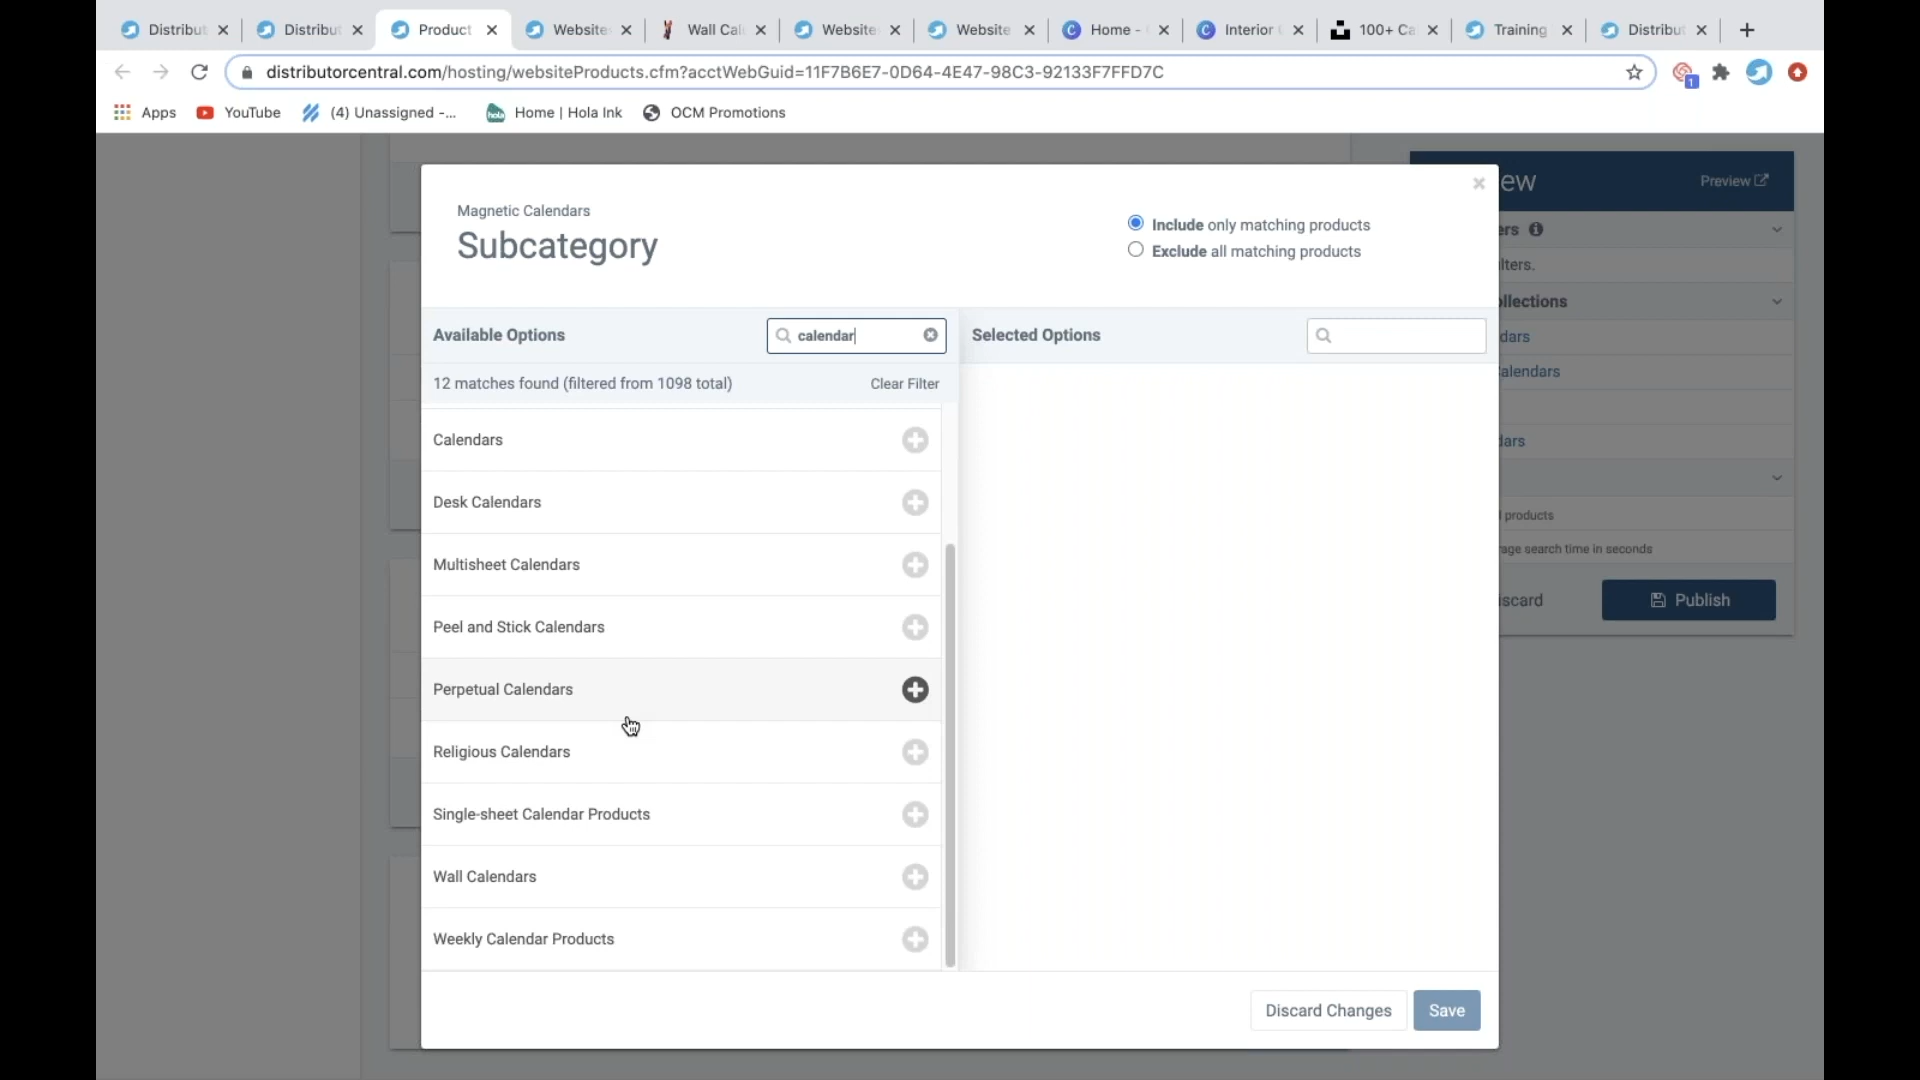 Distribut
Distribut
Product
Website
Wall Cal
Website
Website
Home -
Interior
100+ Ca
Training
Distribut
distributorcentral.com/hosting/websiteProducts.cfm?acctWebGuid=11F7B6E7-0D64-4E47-98C3-92133F7FFD7C
1
Apps
YouTube
(4) Unassigned -...
hola
Home | Hola Ink
OCM Promotions
ew
Preview
Magnetic Calendars
Subcategory
Include only matching products
Exclude all matching products
ers
lters.
ollections
dars
alendars
dars
l products
rage search time in seconds
iscard
Publish
Available Options
calendar
Selected Options
12 matches found (filtered from 1098 total)
Clear Filter
Calendars
Desk Calendars
Multisheet Calendars
Peel and Stick Calendars
Perpetual Calendars
Religious Calendars
Single-sheet Calendar Products
Wall Calendars
Weekly Calendar Products
Discard Changes
Save